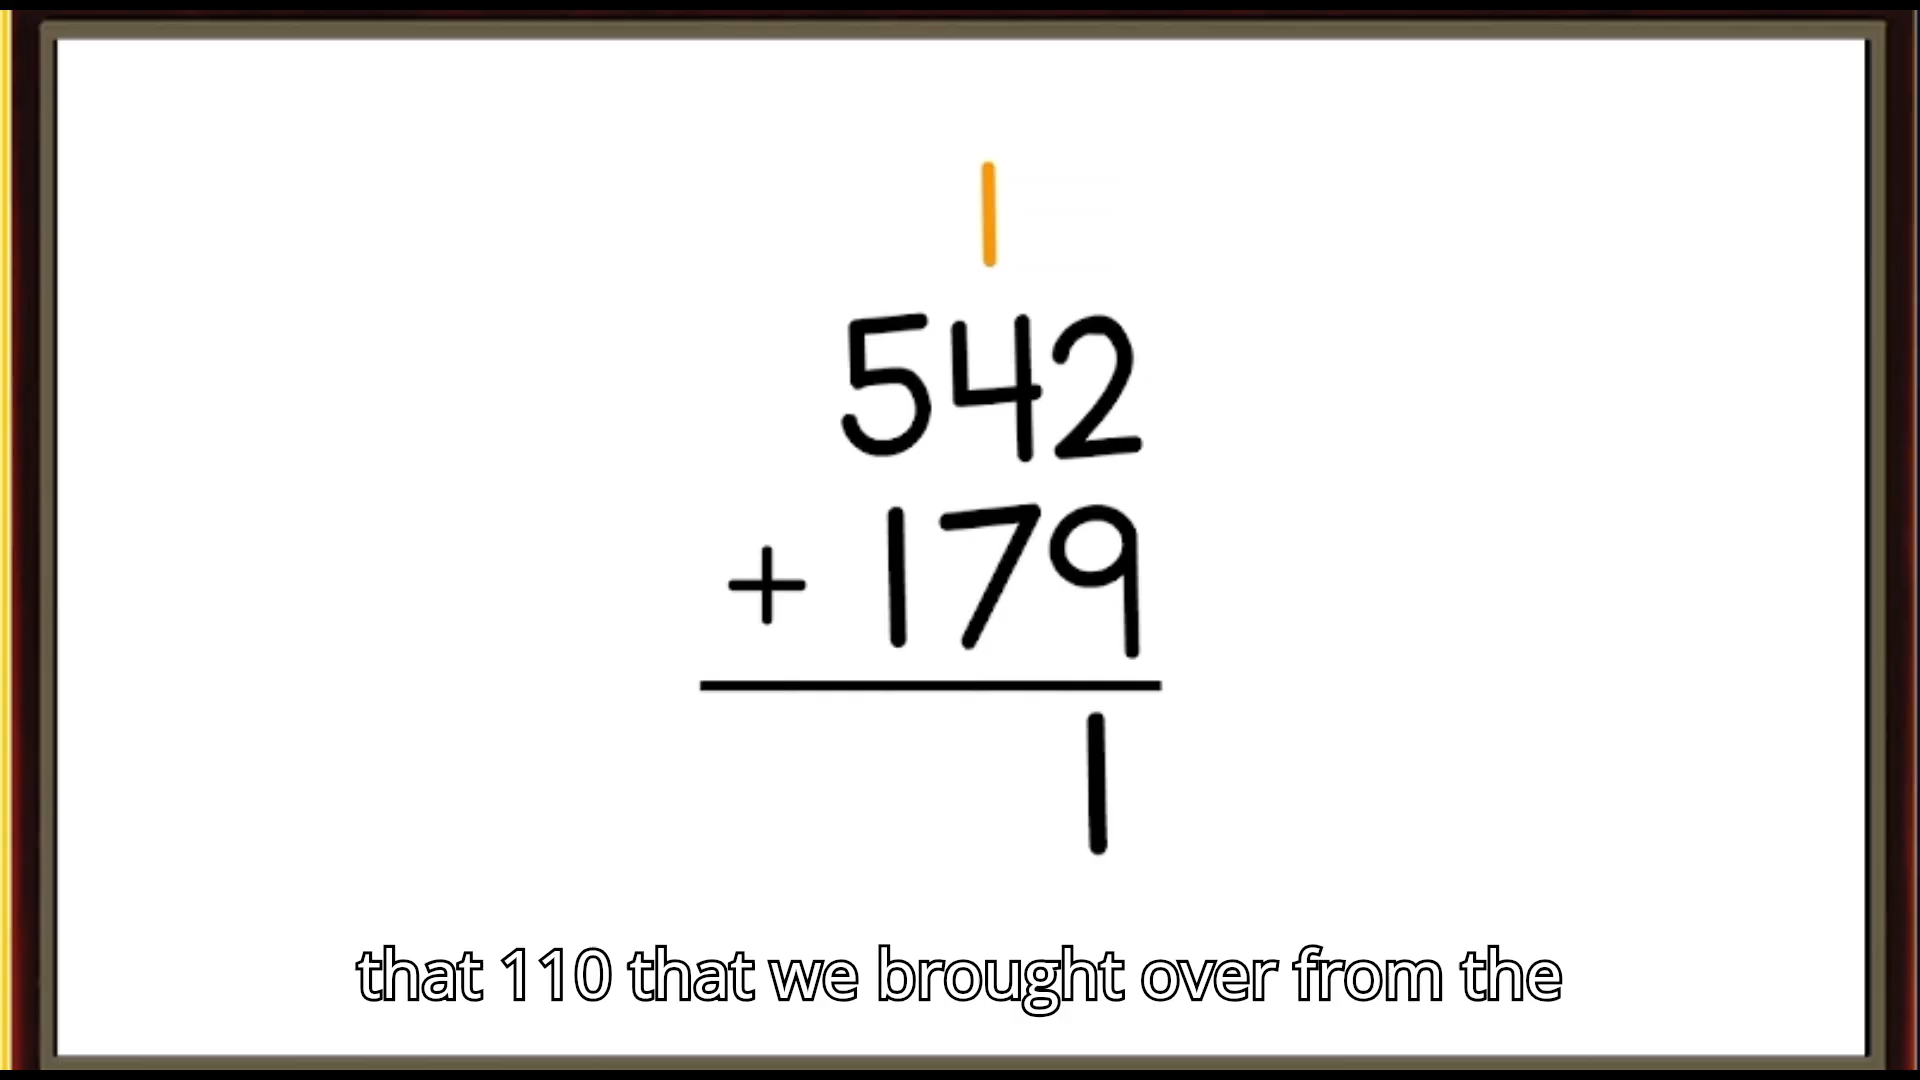 1
542
+ 179
1
that 110 that we brought over from the